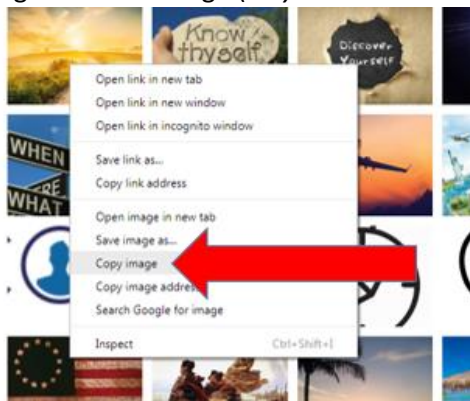 Know
thyself
Discover
Yourself
Open link in new tab
Open link in new window
Open link in incognito window
WHEN
Save link as...
Copy link address
WHAT
Open image in new tab
Save image as...
Copy image
Copy image addres
Search Google for image
Inspect Ctrl+Shift+I